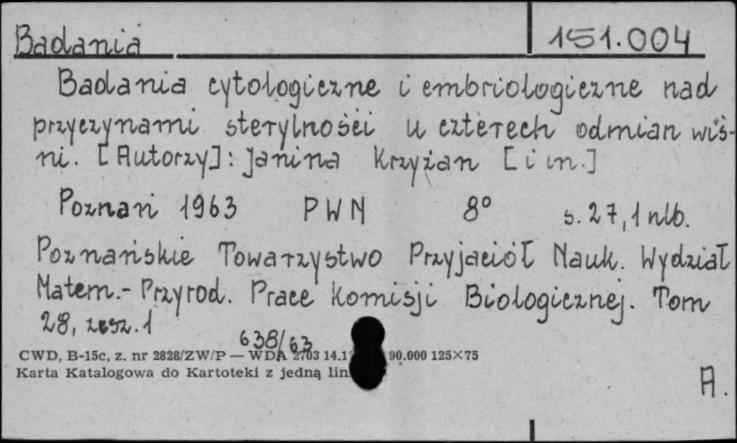 Badania 151.004
Badania cytologiczne i embriologiczne nad
przyczynami sterylności u czterech odmian wiś-
ni. [Autorzy]: Janina Krzyżan [i in.]
Poznań 1963 PWN 8° s. 27, 1 nlb.
Poznańskie Towarzystwo Przyjaciół Nauk. Wydział
Matem.-Przyrod. Prace Komisji Biologicznej. Tom
28, zesz. 1
638/63
CWD, B-15c, z. nr 2828/ZW/P — WDA 2703 14.1 90.000 125×75
Karta Katalogowa do Kartoteki z jedną lin
A.